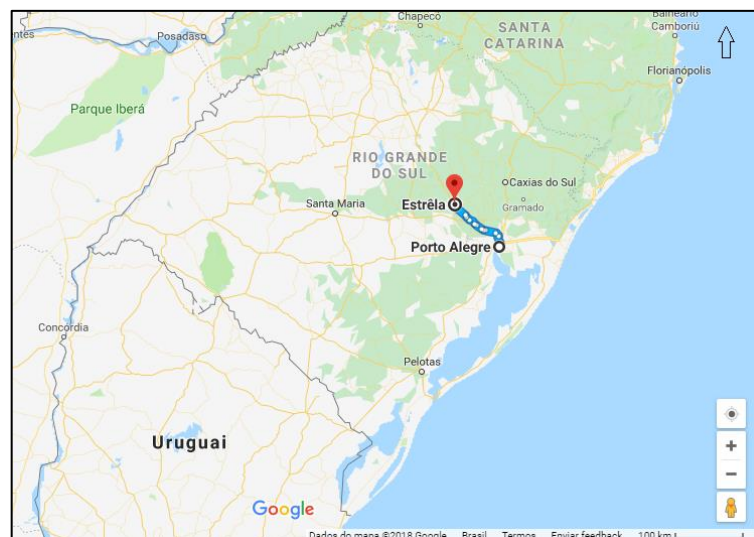 Chapecó
Balneário
Camboriú
SANTA
CATARINA
Posadas
Florianópolis
Parque Iberá
RIO GRANDE
DO SUL
Caxias do Sul
Estrêla
Gramado
Santa Maria
Porto Alegre
Concordia
Pelotas
Uruguai
Google
Dados do mapa ©2018 Google Brasil Termos Enviar feedback 100 km